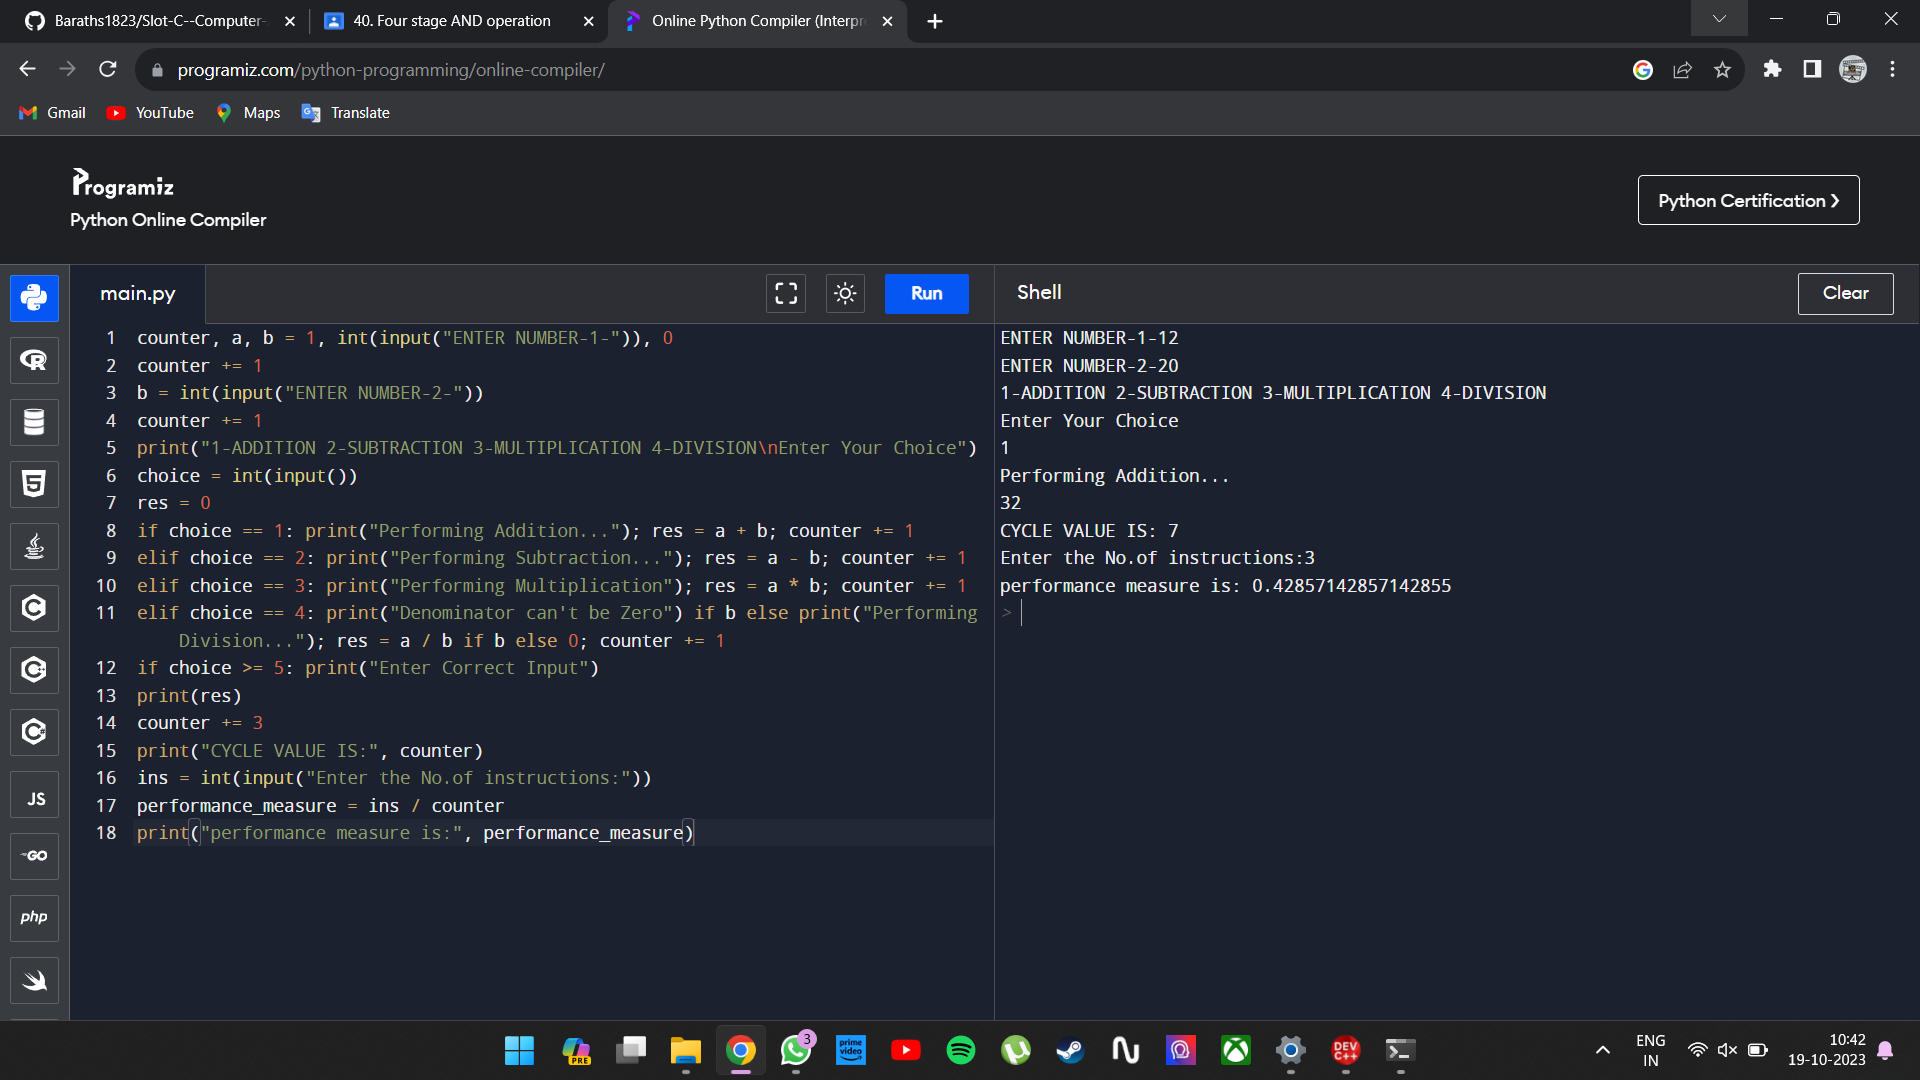 Baraths1823/Slot-C--Computer-
40. Four stage AND operation
Online Python Compiler (Interpr
programiz.com/python-programming/online-compiler/
Gmail
YouTube
Maps
Translate
Programiz
Python Online Compiler
Python Certification ❯
main.py
Run
Shell
Clear
1 counter, a, b = 1, int(input("ENTER NUMBER-1-")), 0
2 counter += 1
3 b = int(input("ENTER NUMBER-2-"))
4 counter += 1
5 print("1-ADDITION 2-SUBTRACTION 3-MULTIPLICATION 4-DIVISION\nEnter Your Choice")
6 choice = int(input())
7 res = 0
8 if choice == 1: print("Performing Addition..."); res = a + b; counter += 1
9 elif choice == 2: print("Performing Subtraction..."); res = a - b; counter += 1
10 elif choice == 3: print("Performing Multiplication"); res = a * b; counter += 1
11 elif choice == 4: print("Denominator can't be Zero") if b else print("Performing
Division..."); res = a / b if b else 0; counter += 1
12 if choice >= 5: print("Enter Correct Input")
13 print(res)
14 counter += 3
15 print("CYCLE VALUE IS:", counter)
16 ins = int(input("Enter the No.of instructions:"))
17 performance_measure = ins / counter
18 print("performance measure is:", performance_measure)
ENTER NUMBER-1-12
ENTER NUMBER-2-20
1-ADDITION 2-SUBTRACTION 3-MULTIPLICATION 4-DIVISION
Enter Your Choice
1
Performing Addition...
32
CYCLE VALUE IS: 7
Enter the No.of instructions:3
performance measure is: 0.42857142857142855
>
R
5
C
C
C
JS
GO
php
PRE
3
prime video
DEV C++
ENG
IN
10:42
19-10-2023